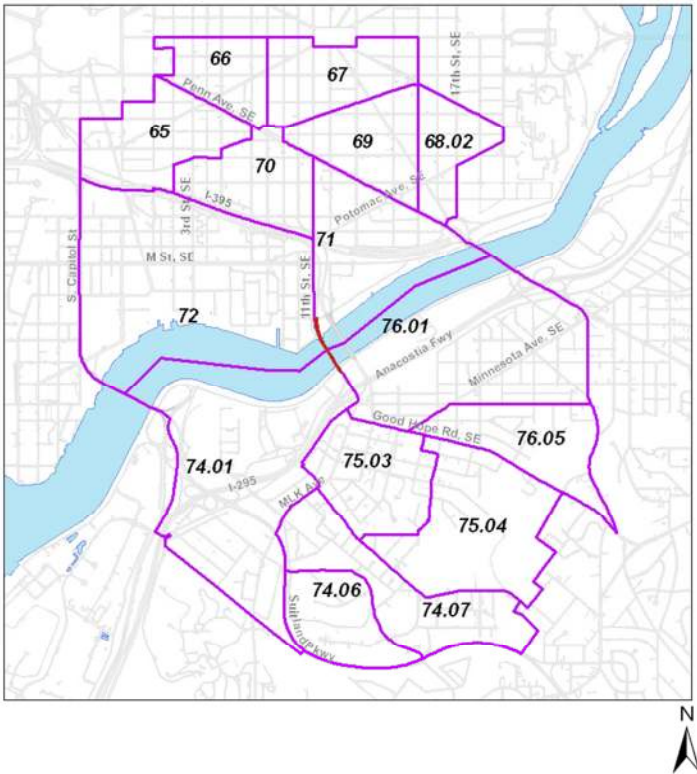 66
67
17th St, SE
Penn Ave, SE
65
69
68.02
70
3rd St, SE
I-395
Potomac Ave, SE
71
S. Capitol St
M St, SE
11th St, SE
72
76.01
Anacostia Fwy
Minnesota Ave, SE
Good Hope Rd, SE
76.05
74.01
75.03
I-295
MLK Ave
75.04
74.06
74.07
Suitland Pkwy
N